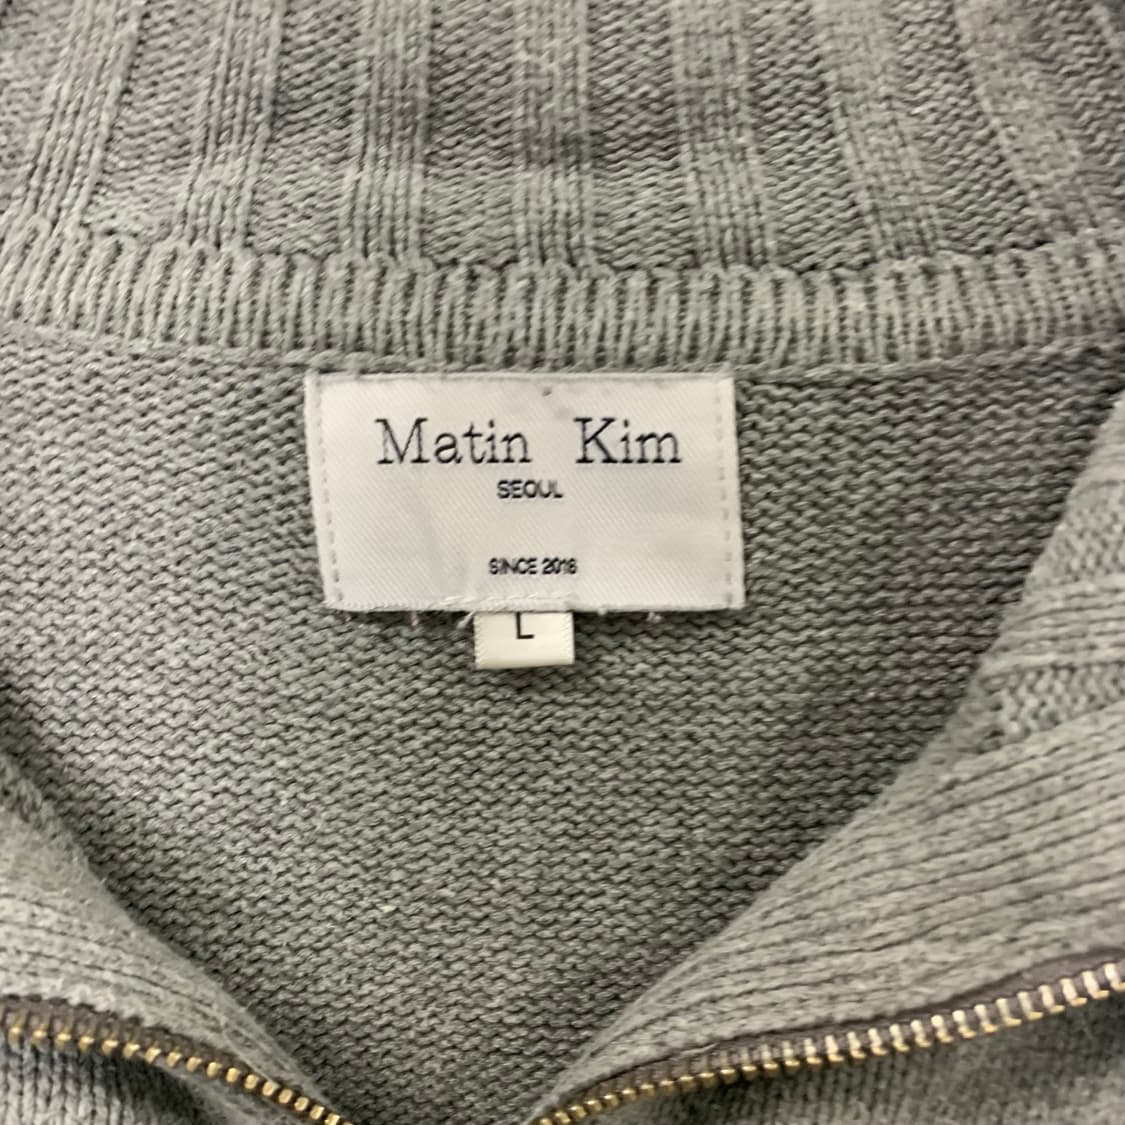 Matin Kim
SEOUL
SINCE 2016
L